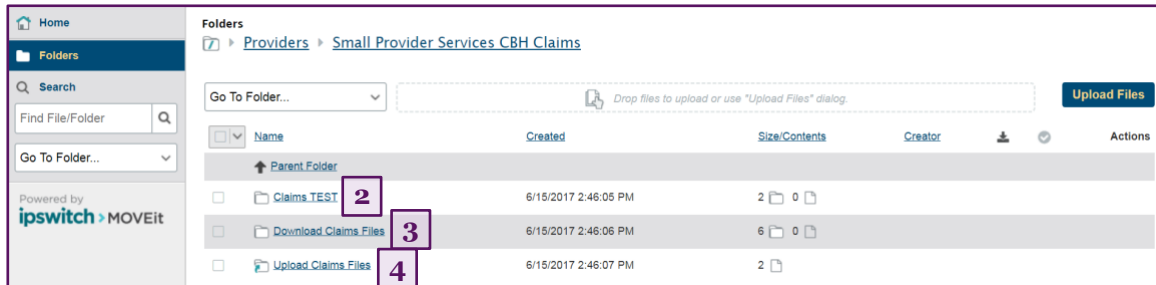 Home
Folders
Search
Find File/Folder
Go To Folder...
Powered by
ipswitch MOVEit
Folders
/ Providers Small Provider Services CBH Claims
Go To Folder... Drop files to upload or use "Upload Files" dialog. Upload Files
Name Created Size/Contents Creator Actions
Parent Folder
Claims TEST 2 6/15/2017 2:46:05 PM 2 0
Download Claims Files 3 6/15/2017 2:46:06 PM 6 0
Upload Claims Files 4 6/15/2017 2:46:07 PM 2